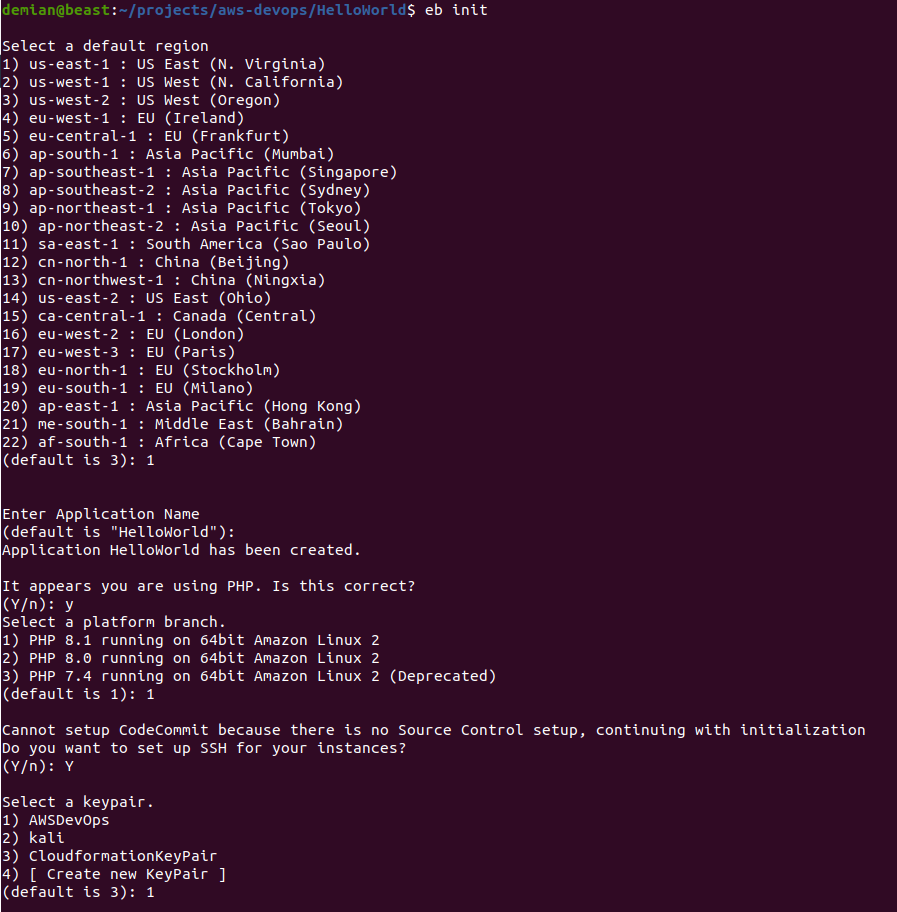 demian@beast:~/projects/aws-devops/HelloWorld$ eb init
Select a default region
1) us-east-1 : US East (N. Virginia)
2) us-west-1 : US West (N. California)
3) us-west-2 : US West (Oregon)
4) eu-west-1 : EU (Ireland)
5) eu-central-1 : EU (Frankfurt)
6) ap-south-1 : Asia Pacific (Mumbai)
7) ap-southeast-1 : Asia Pacific (Singapore)
8) ap-southeast-2 : Asia Pacific (Sydney)
9) ap-northeast-1 : Asia Pacific (Tokyo)
10) ap-northeast-2 : Asia Pacific (Seoul)
11) sa-east-1 : South America (Sao Paulo)
12) cn-north-1 : China (Beijing)
13) cn-northwest-1 : China (Ningxia)
14) us-east-2 : US East (Ohio)
15) ca-central-1 : Canada (Central)
16) eu-west-2 : EU (London)
17) eu-west-3 : EU (Paris)
18) eu-north-1 : EU (Stockholm)
19) eu-south-1 : EU (Milano)
20) ap-east-1 : Asia Pacific (Hong Kong)
21) me-south-1 : Middle East (Bahrain)
22) af-south-1 : Africa (Cape Town)
(default is 3): 1
Enter Application Name
(default is "HelloWorld"):
Application HelloWorld has been created.
It appears you are using PHP. Is this correct?
(Y/n): y
Select a platform branch.
1) PHP 8.1 running on 64bit Amazon Linux 2
2) PHP 8.0 running on 64bit Amazon Linux 2
3) PHP 7.4 running on 64bit Amazon Linux 2 (Deprecated)
(default is 1): 1
Cannot setup CodeCommit because there is no Source Control setup, continuing with initialization
Do you want to set up SSH for your instances?
(Y/n): Y
Select a keypair.
1) AWSDevOps
2) kali
3) CloudformationKeyPair
4) [ Create new KeyPair ]
(default is 3): 1